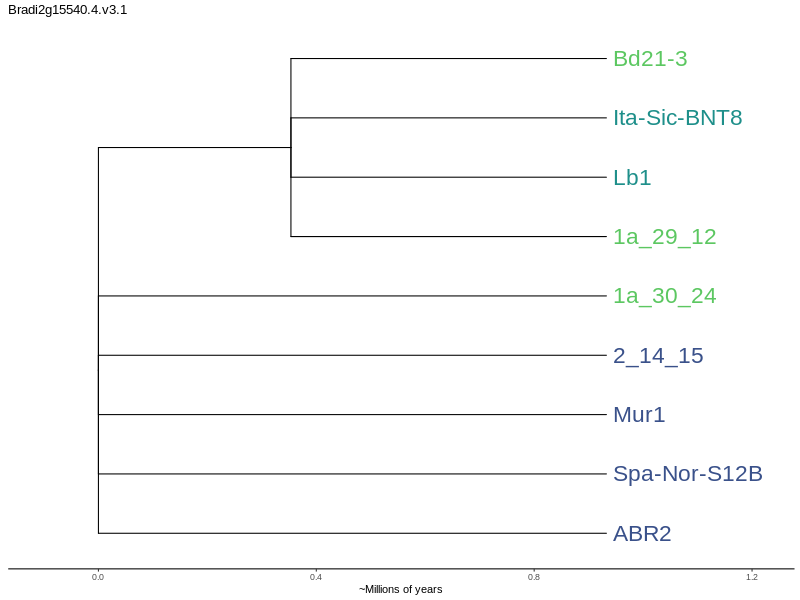 Bradi2g15540.4.v3.1
Bd21-3
Ita-Sic-BNT8
Lb1
1a_29_12
1a_30_24
2_14_15
Mur1
Spa-Nor-S12B
ABR2
0.0 0.4 0.8 1.2
~Millions of years